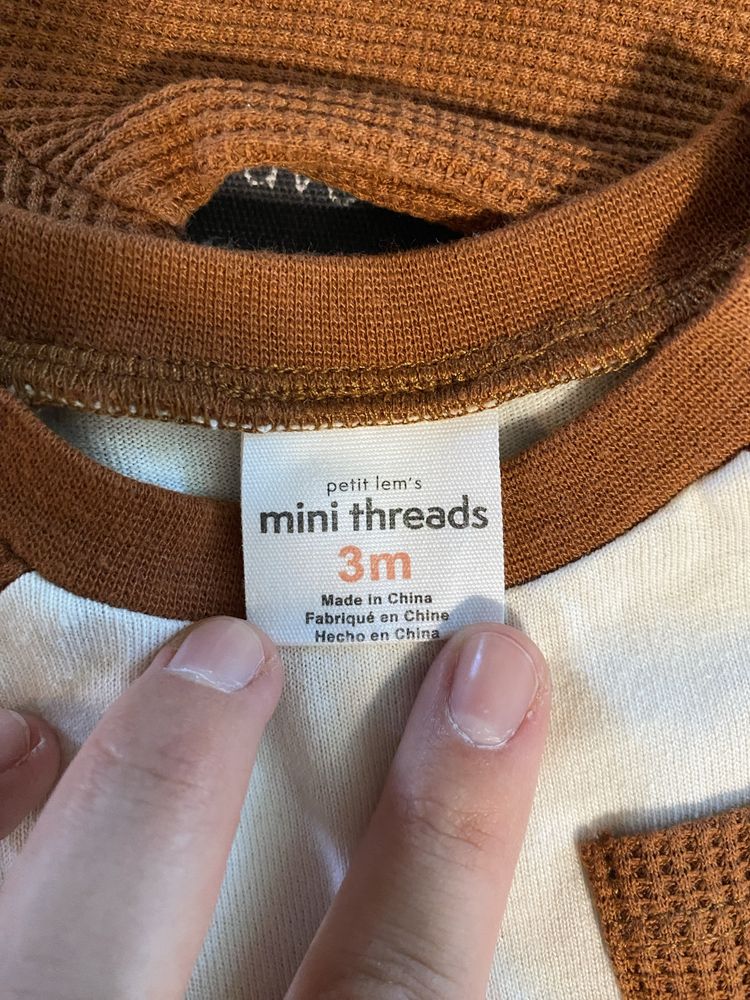 petit lem's
mini threads
3m
Made in China
Fabriqué en Chine
Hecho en China